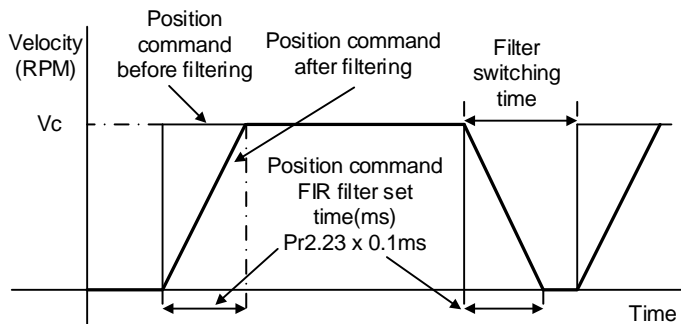 Velocity
(RPM)
Position
command
before filtering
Position command
after filtering
Filter
switching
time
Vc
Position command
FIR filter set
time(ms)
Pr2.23 x 0.1ms
Time